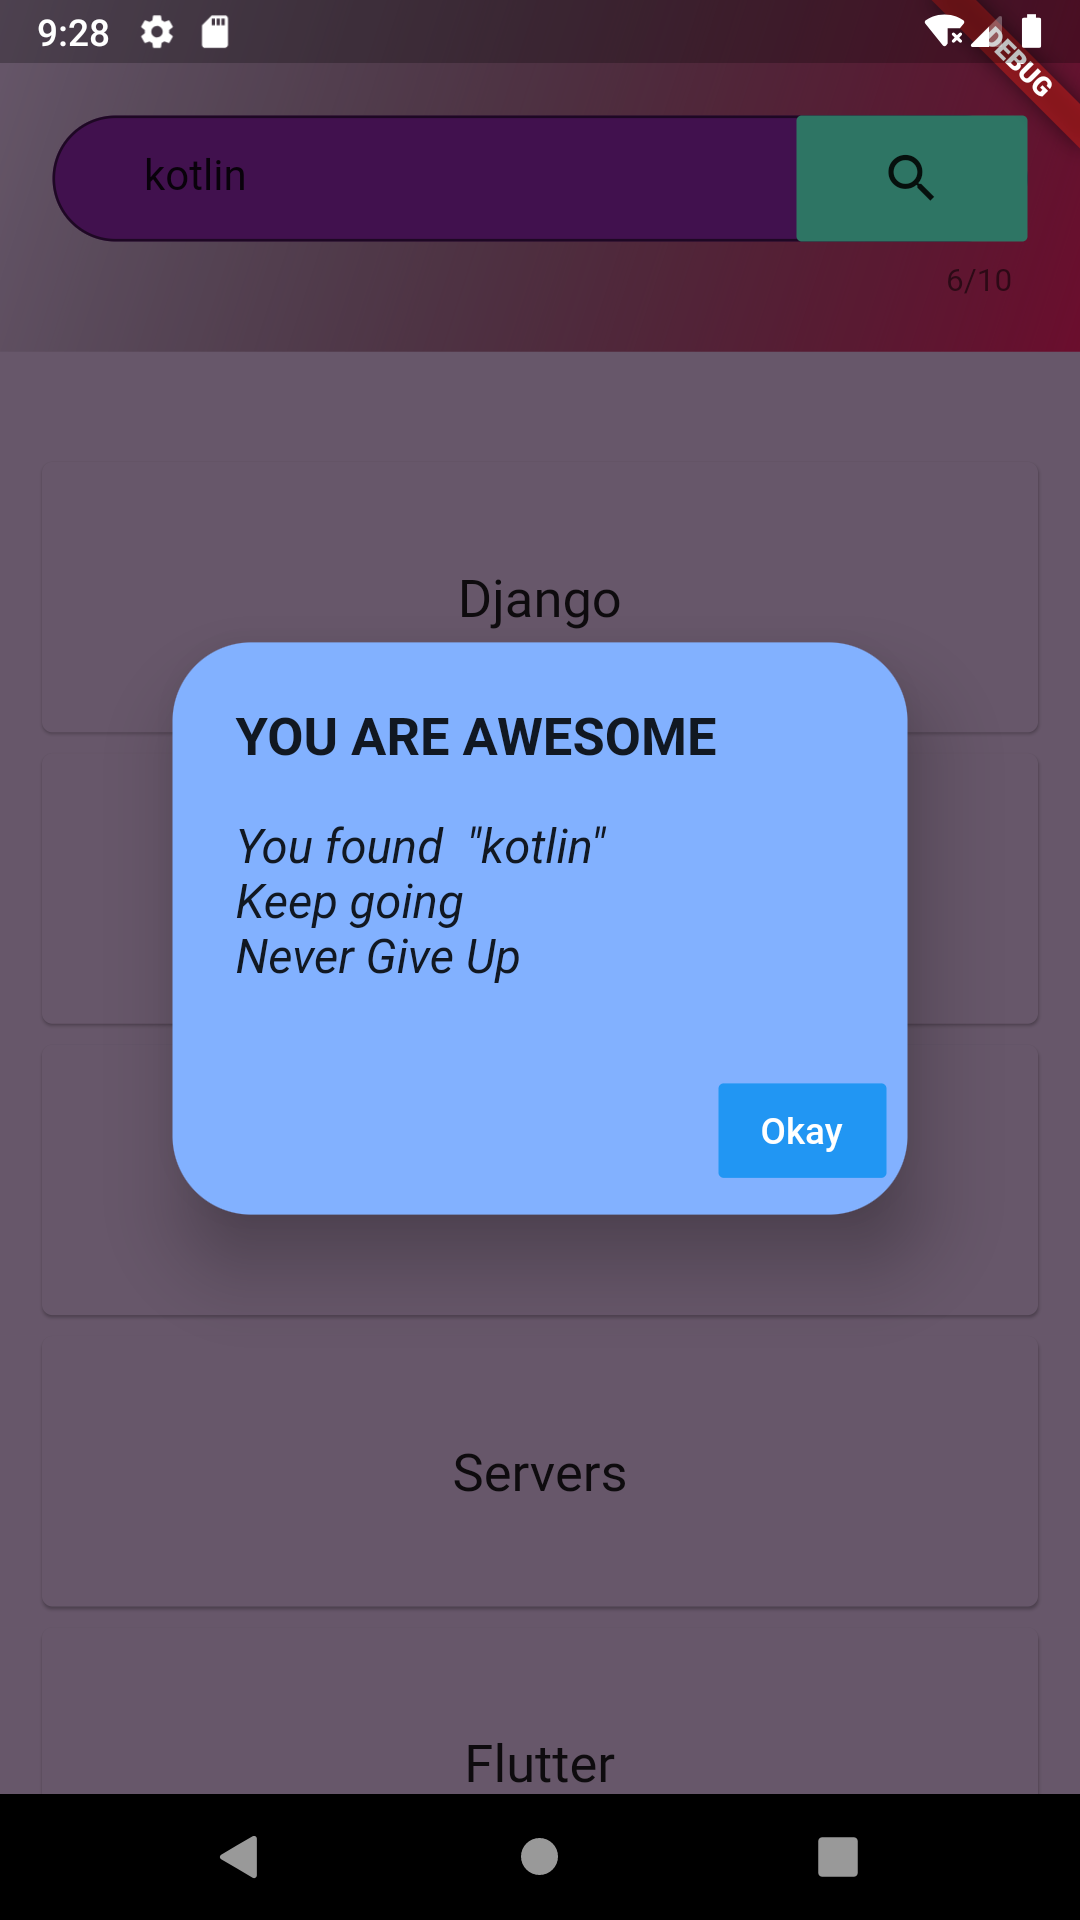 9:28
DEBUG
kotlin
6/10
Django
YOU ARE AWESOME
You found  "kotlin"
Keep going
Never Give Up
Okay
Servers
Flutter